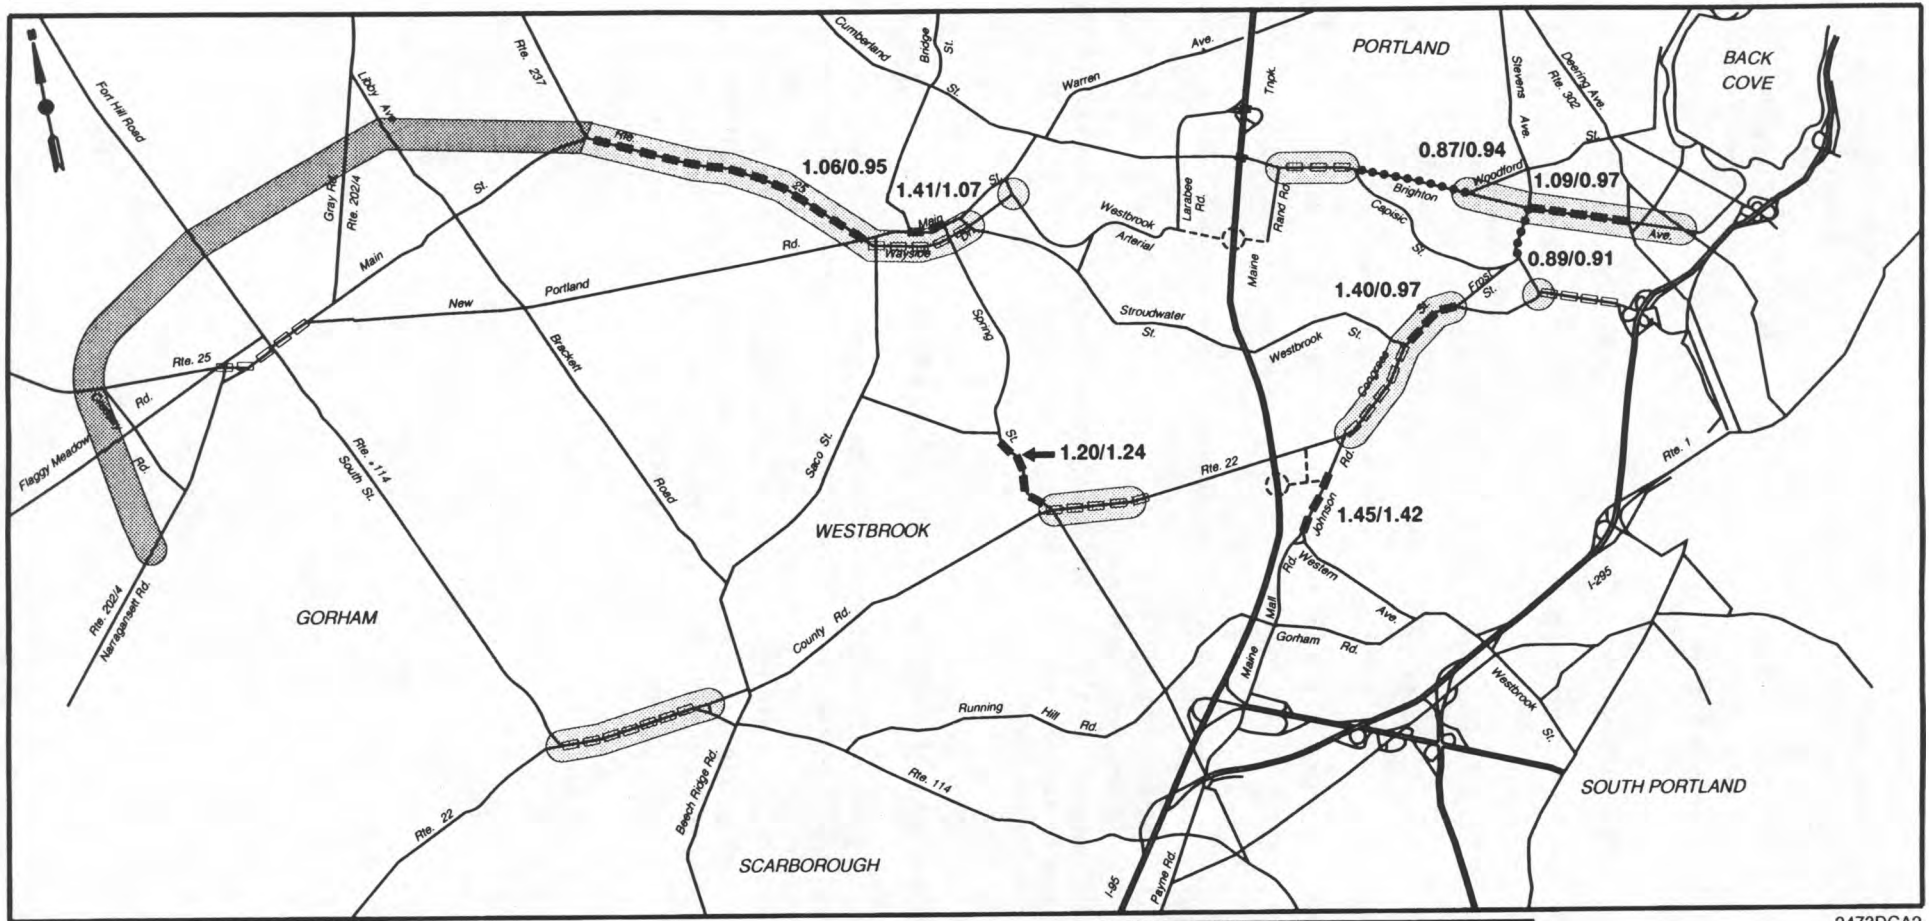 PORTLAND
BACK
COVE
Cumberland
St.
Bridge
St.
Warren
Ave.
Tnpk.
Maine
Stevens
Ave.
Deering Ave.
Rte. 302
Fort Hill Road
Libby Ave.
Rte. 237
Rte.
25
1.06/0.95
1.41/1.07
0.87/0.94
Woodford
St.
1.09/0.97
Brighton
Ave.
Capisic
St.
Gray Rd.
Rte. 202/4
Main
St.
Main
St.
Wayside
Dr.
Westbrook
Arterial
Larabee
Rd.
Rand Rd.
0.89/0.91
Frost
St.
1.40/0.97
New
Portland
Rd.
Spring
St.
Stroudwater
St.
Westbrook
St.
Congress
St.
Rte. 25
Rd.
Flaggy Meadow
Rd.
Brackett
Road
Saco St.
1.20/1.24
Rte. 22
Johnson
Rd.
1.45/1.42
Rte. 1
Rte. 114
South St.
WESTBROOK
Western
Ave.
I-295
Rte. 202/4
Narragansett Rd.
GORHAM
County
Rd.
Maine
Mall
Rd.
Gorham
Rd.
Westbrook
St.
Running
Hill
Rd.
Rte. 114
Rte. 22
Beech Ridge Rd.
SCARBOROUGH
SOUTH PORTLAND
I-95
Payne Rd.